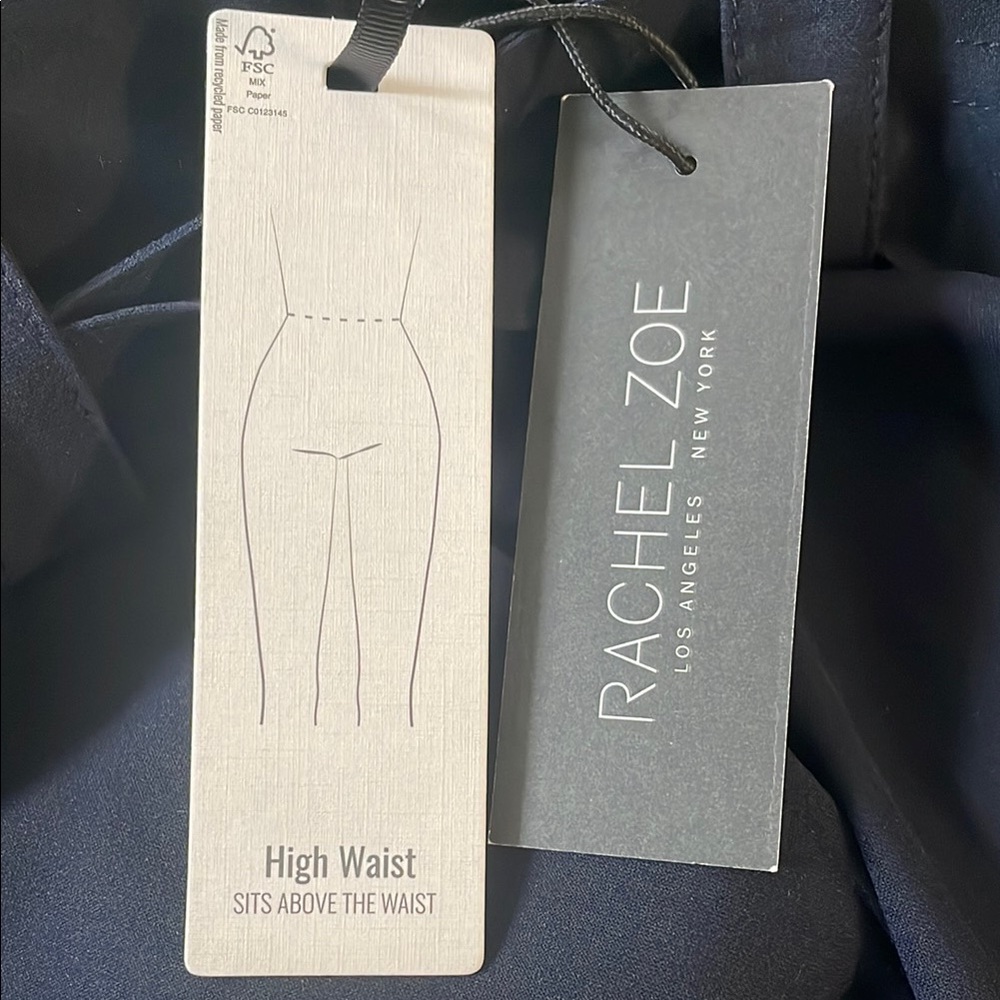 Made from recycled paper
FSC
MIX
Paper
FSC C0123145
High Waist
SITS ABOVE THE WAIST
RACHEL ZOE
LOS ANGELES NEW YORK